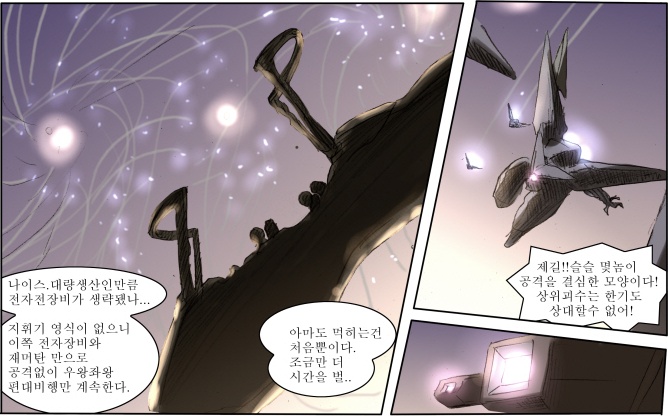 나이스.대량생산인만큼
전자전장비가 생략됐나...
지휘기 영식이 없으니
이쪽 전자장비와
재머탄 만으로
공격없이 우왕좌왕
편대비행만 계속한다.
아마도 먹히는건
처음뿐이다.
조금만 더
시간을 벌..
제길!!슬슬 몇놈이
공격을 결심한 모양이다!
상위괴수는 한기도
상대할수 없어!